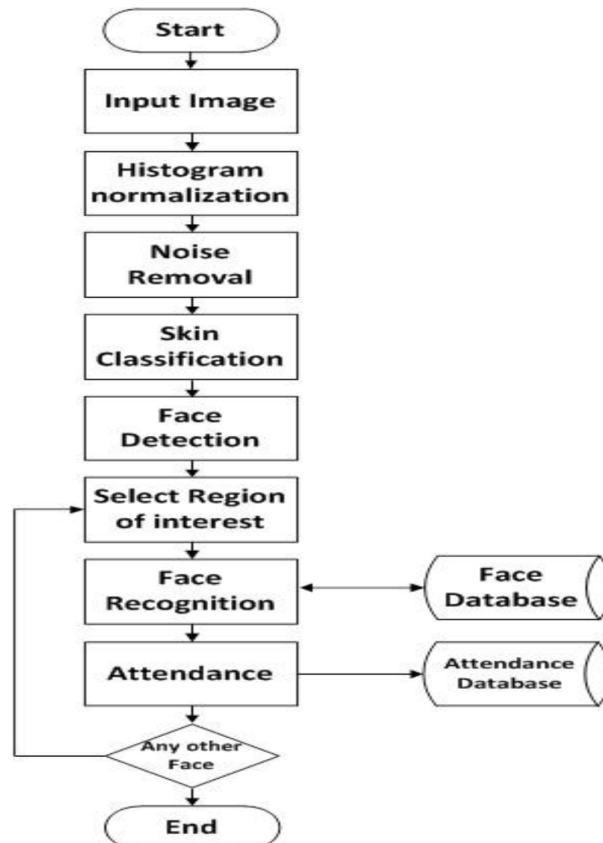 Start
Input Image
Histogram
normalization
Noise
Removal
Skin
Classification
Face
Detection
Select Region
of interest
Face
Recognition
Face
Database
Attendance
Attendance
Database
Any other
Face
End